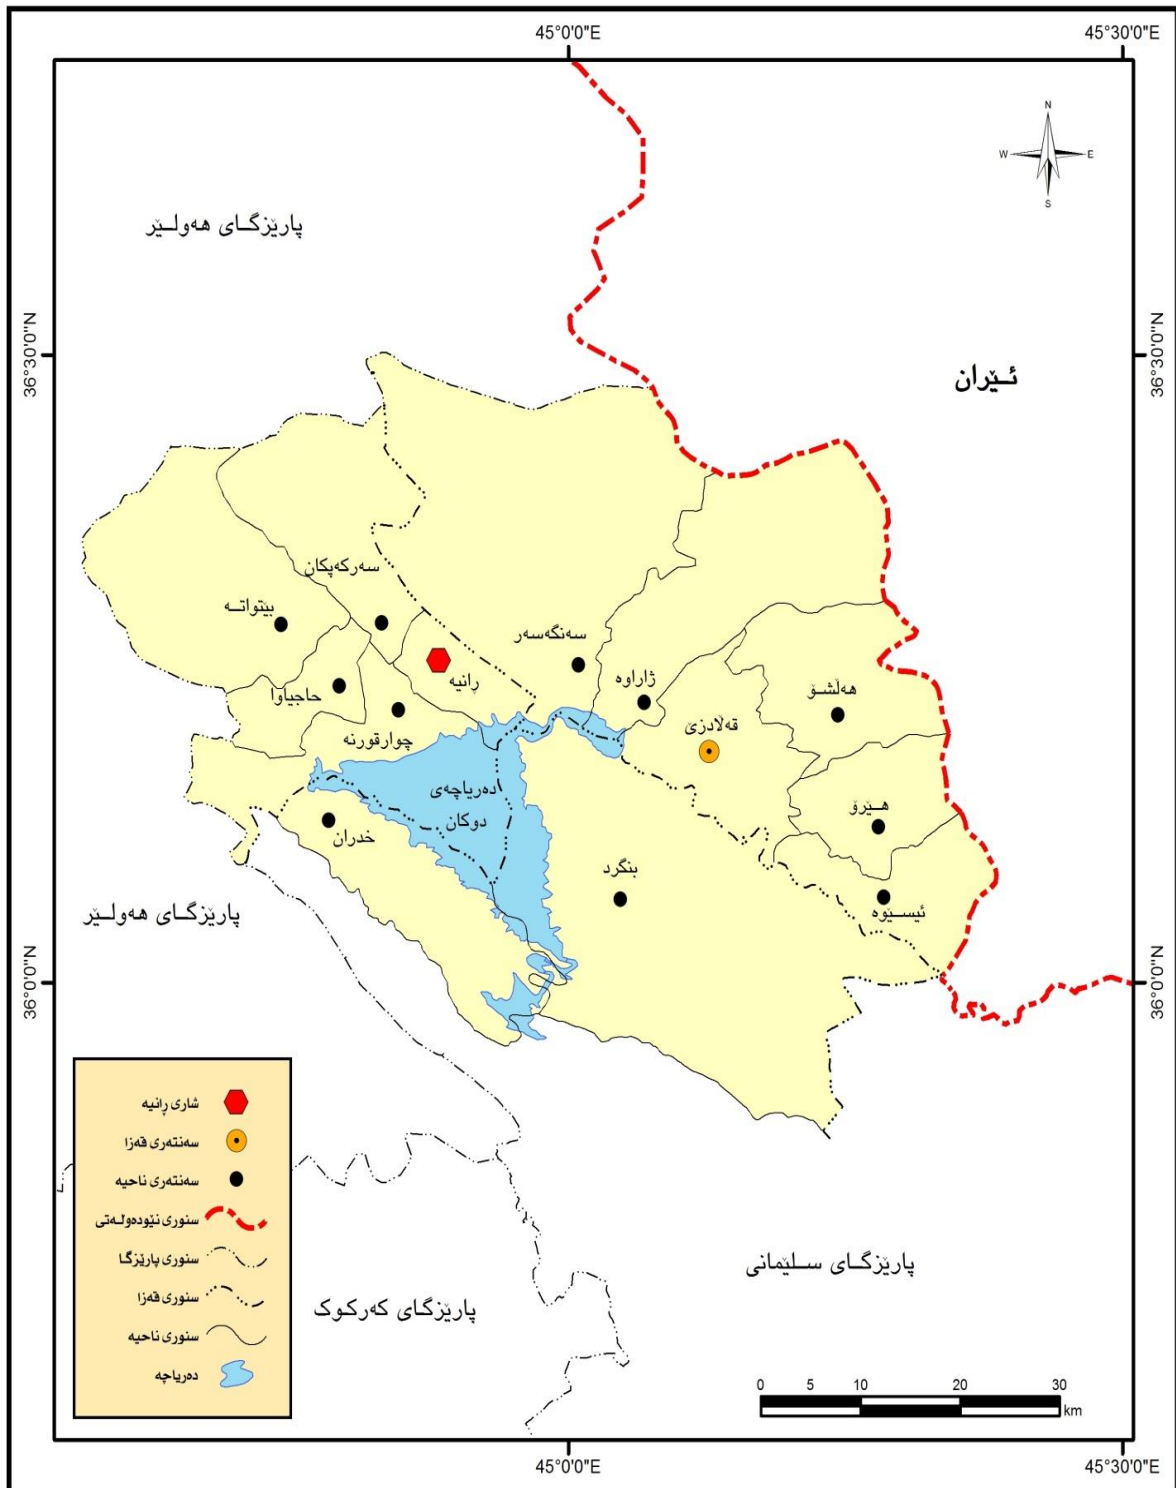 45°0'0"E
45°30'0"E
N
W
E
S
پارێزگای هەولێر
36°30'0"N
36°30'0"N
ئێران
سەرکەپکان
بیتواتە
سەنگەسەر
ڕانیە
ژاراوە
حاجیاوا
هەڵشۆ
چوارقورنە
قەڵادزێ
دەریاچەی
دوکان
خدران
هێرۆ
بنگرد
ئیسێوە
پارێزگای هەولێر
36°0'0"N
36°0'0"N
شاری ڕانیە
سەنتەری قەزا
سەنتەری ناحیە
سنوری نێودەولەتی
سنوری پارێزگا
سنوری قەزا
سنوری ناحیە
دەریاچە
پارێزگای سلێمانی
پارێزگای کەرکوک
0 5 10 20 30
km
45°0'0"E
45°30'0"E